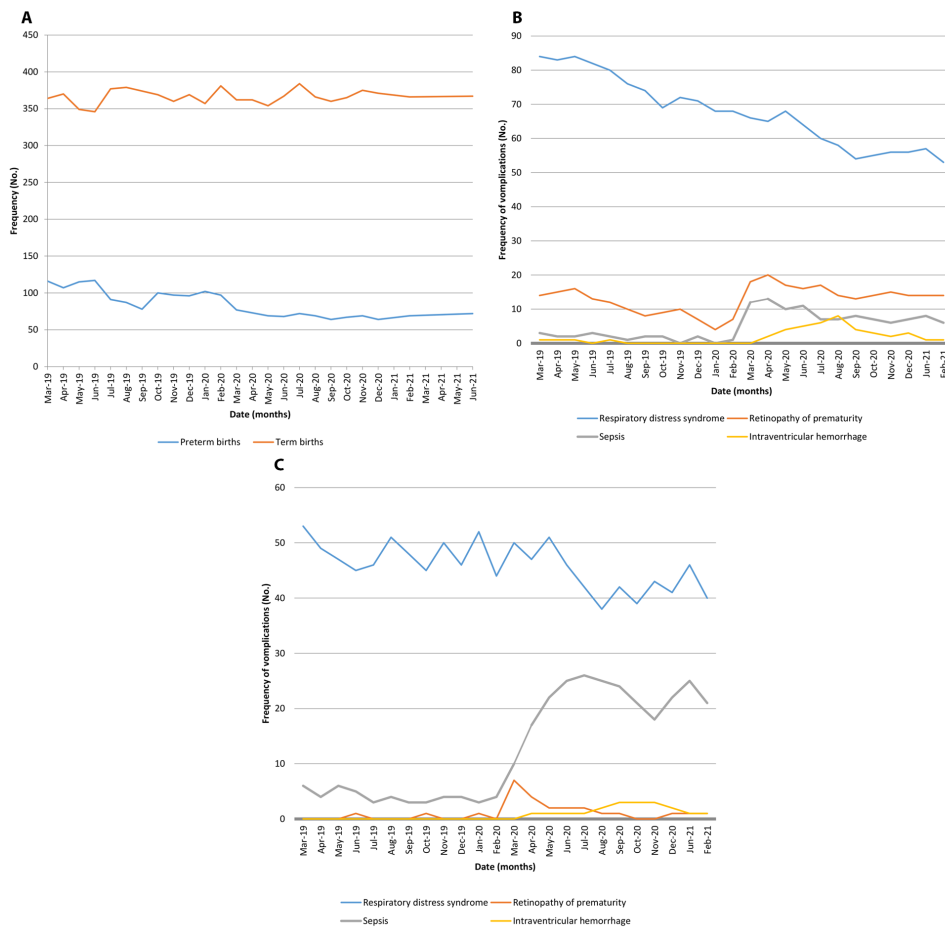 A
450
400
350
300
250
200
150
100
50
0
Frequency (No.)
Mar-19 Apr-19 May-19 Jun-19 Jul-19 Aug-19 Sep-19 Oct-19 Nov-19 Dec-19 Jan-20 Feb-20 Mar-20 Apr-20 May-20 Jun-20 Jul-20 Aug-20 Sep-20 Oct-20 Nov-20 Dec-20 Jan-21 Feb-21 Mar-21 Apr-21 May-21 Jun-21
Date (months)
Preterm births Term births
B
90
80
70
60
50
40
30
20
10
0
Frequency of vomplications (No.)
Mar-19 Apr-19 May-19 Jun-19 Jul-19 Aug-19 Sep-19 Oct-19 Nov-19 Dec-19 Jan-20 Feb-20 Mar-20 Apr-20 May-20 Jun-20 Jul-20 Aug-20 Sep-20 Oct-20 Nov-20 Dec-20 Jun-21 Feb-21
Date (months)
Respiratory distress syndrome Retinopathy of prematurity
Sepsis Intraventricular hemorrhage
C
60
50
40
30
20
10
0
Frequency of vomplications (No.)
Mar-19 Apr-19 May-19 Jun-19 Jul-19 Aug-19 Sep-19 Oct-19 Nov-19 Dec-19 Jan-20 Feb-20 Mar-20 Apr-20 May-20 Jun-20 Jul-20 Aug-20 Sep-20 Oct-20 Nov-20 Dec-20 Jun-21 Feb-21
Date (months)
Respiratory distress syndrome Retinopathy of prematurity
Sepsis Intraventricular hemorrhage